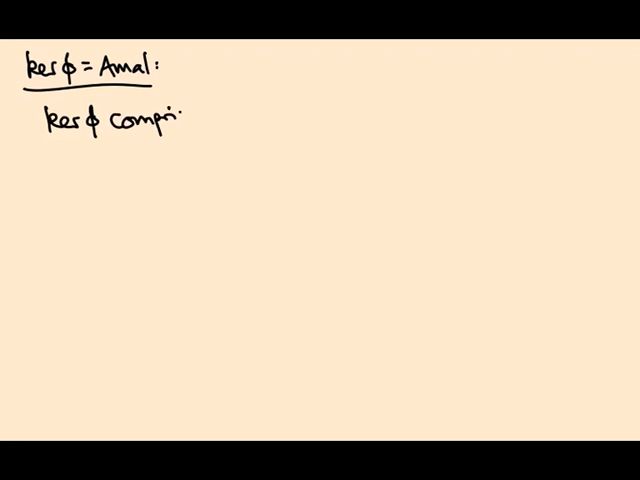 ker ϕ = Amal:
ker ϕ compri